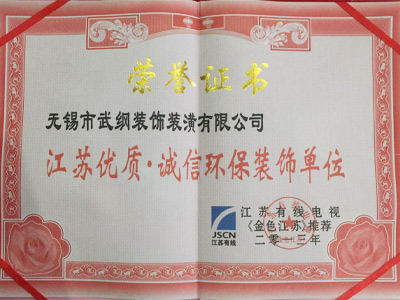 荣誉证书
无锡市武纲装饰装潢有限公司
江苏优质·诚信环保装饰单位
JSCN
江苏有线
江苏有线电视
《金色江苏》推荐
二〇一三年